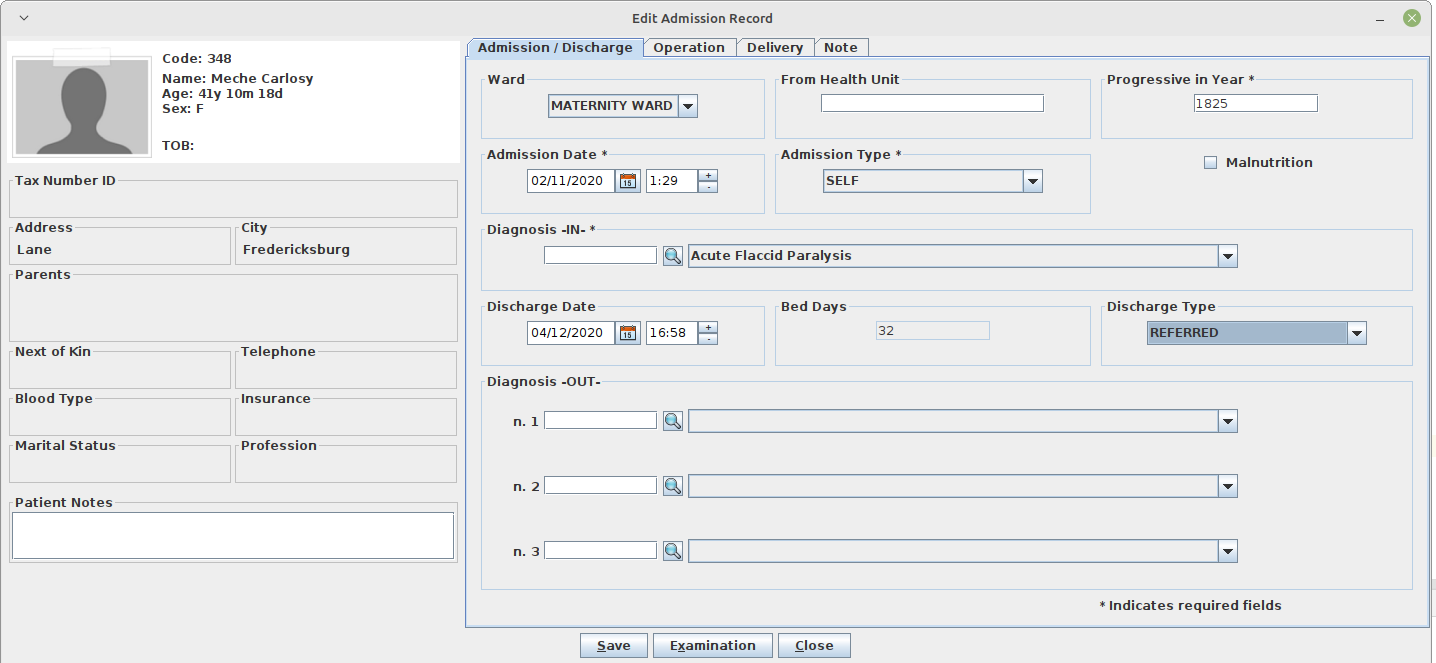 Edit Admission Record
Code: 348
Name: Meche Carlosy
Age: 41y 10m 18d
Sex: F
TOB:
Tax Number ID
Address
Lane
City
Fredericksburg
Parents
Next of Kin
Telephone
Blood Type
Insurance
Marital Status
Profession
Patient Notes
Admission / Discharge
Operation
Delivery
Note
Ward
MATERNITY WARD
From Health Unit
Progressive in Year *
1825
Admission Date *
02/11/2020
15
1:29
+
-
Admission Type *
SELF
Malnutrition
Diagnosis -IN- *
Acute Flaccid Paralysis
Discharge Date
04/12/2020
15
16:58
+
-
Bed Days
32
Discharge Type
REFERRED
Diagnosis -OUT-
n. 1
n. 2
n. 3
* Indicates required fields
Save
Examination
Close